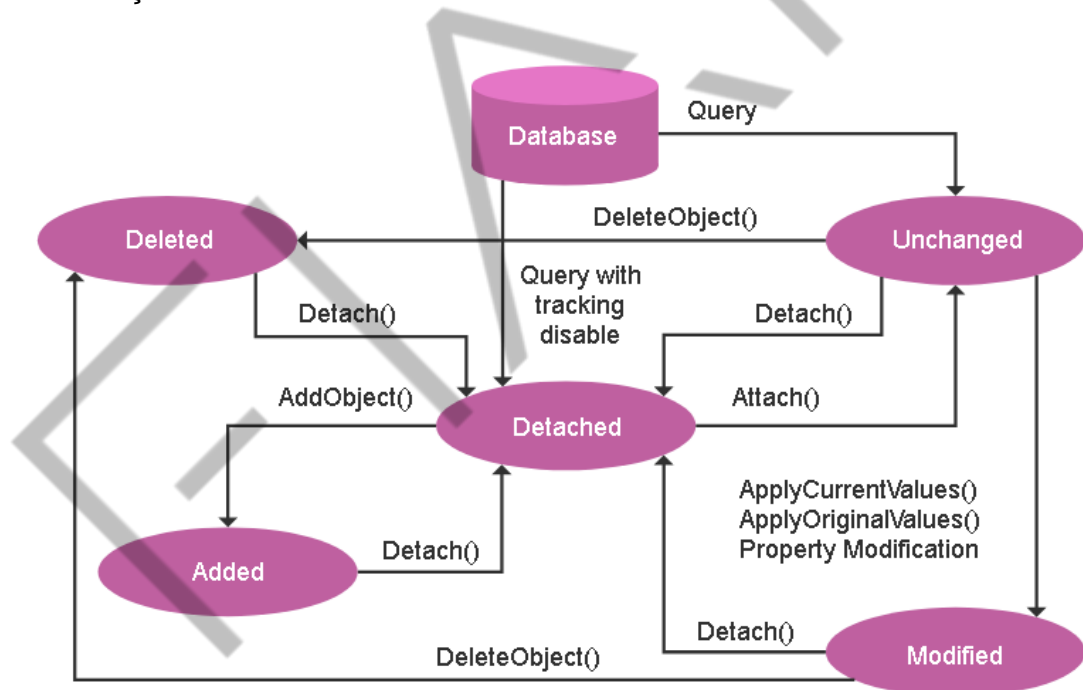 Database
Query
DeleteObject()
Deleted
Unchanged
Query with
tracking
disable
Detach()
Detach()
AddObject()
Attach()
Detached
ApplyCurrentValues()
ApplyOriginalValues()
Property Modification
Detach()
Added
Detach()
DeleteObject()
Modified